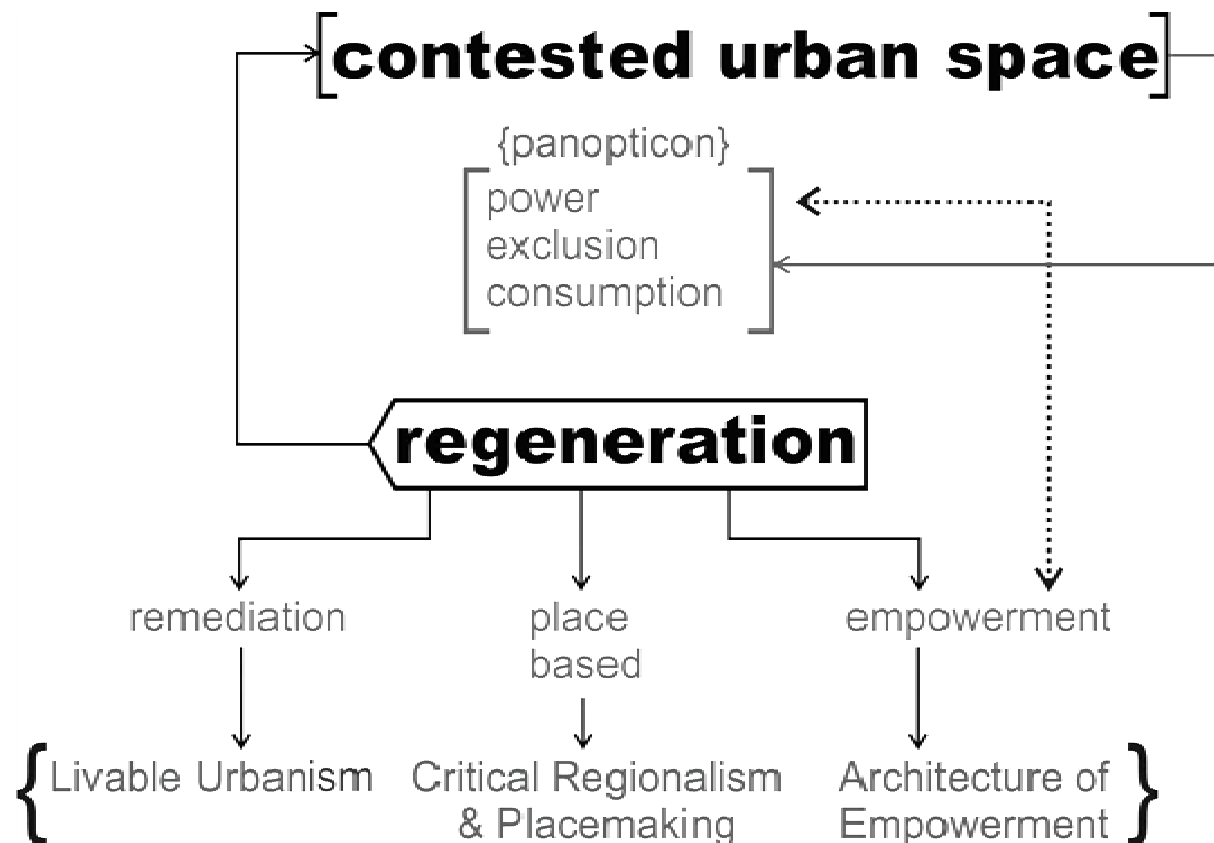 [contested urban space]
{panopticon}
power
exclusion
consumption
regeneration
remediation
place
based
empowerment
{Livable Urbanism
Critical Regionalism
& Placemaking
Architecture of
Empowerment}